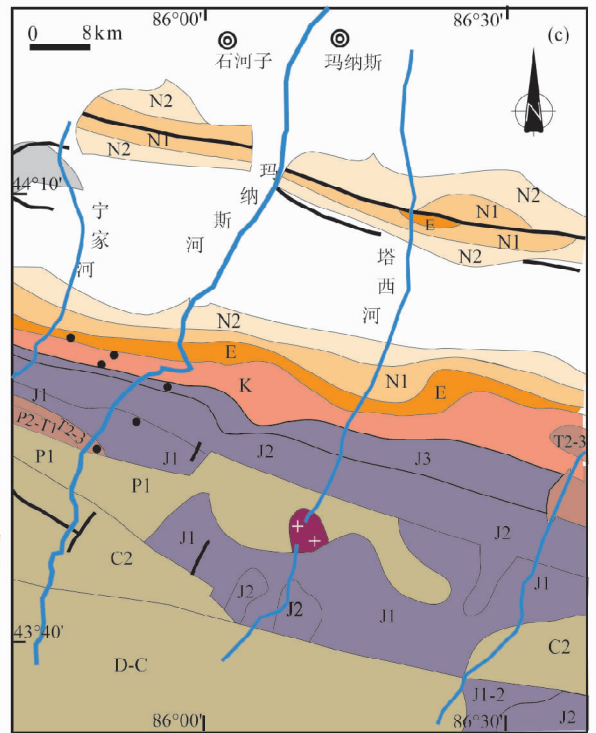 86°00'
86°30'
(c)
0 8km
石河子
玛纳斯
N
N2
N1
N2
44°10'
宁家河
玛纳斯河
塔西河
N2
N1
E
N1
N2
N2
E
N1
E
K
J1
P2-T1
T2-3
J1
J2
J3
T2-3
P1
P1
J2
J1
C2
J1
J2
J2
J1
C2
43°40'
D-C
J1-2
J2
86°00'
86°30'